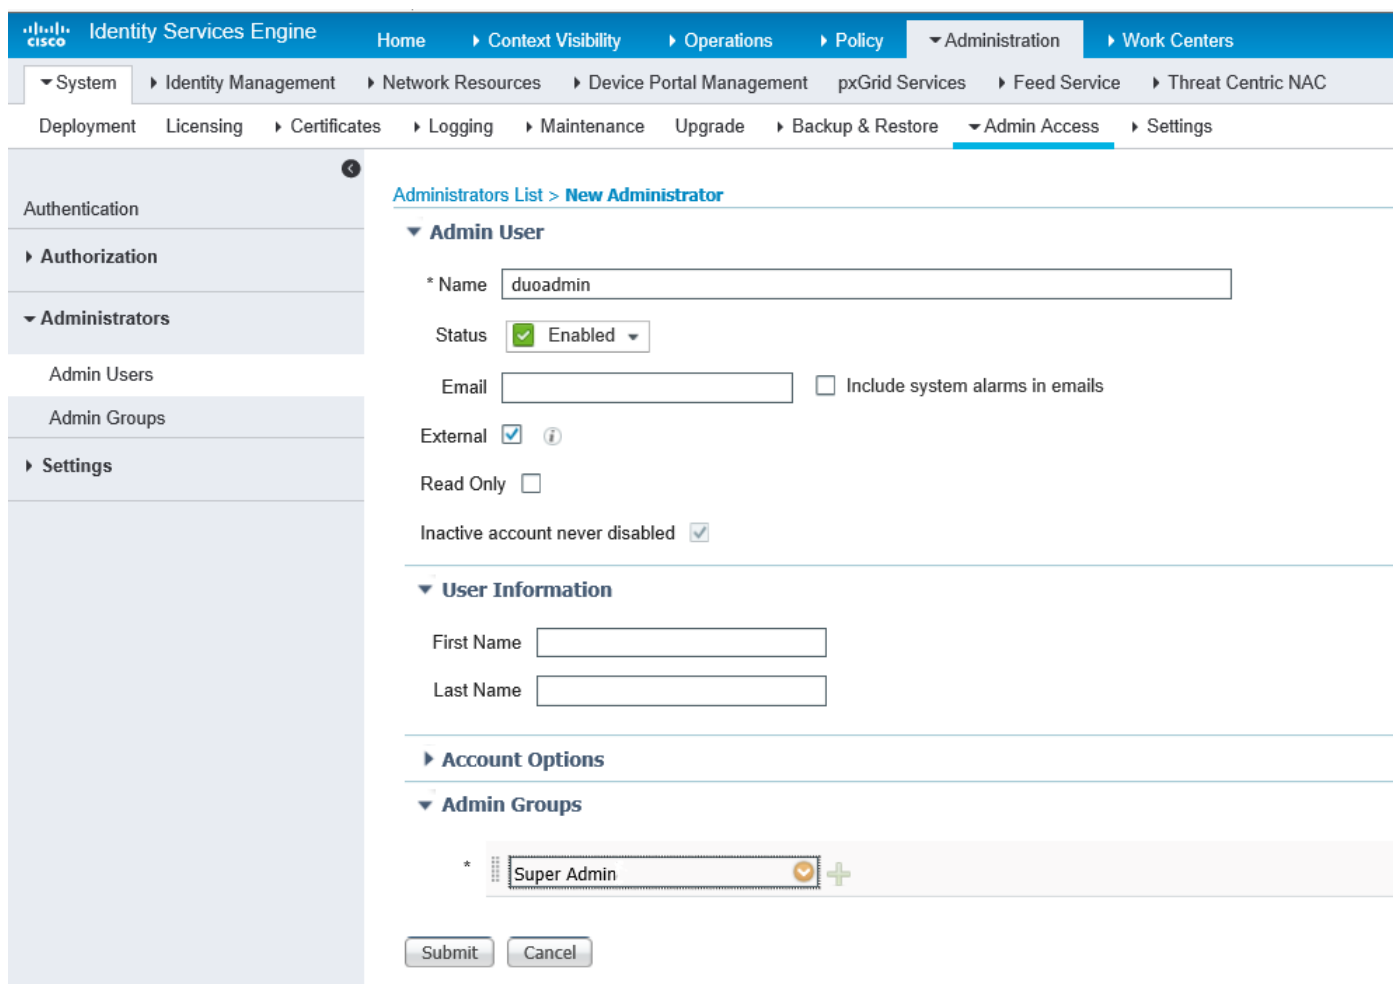 cisco Identity Services Engine Home Context Visibility Operations Policy Administration Work Centers
System Identity Management Network Resources Device Portal Management pxGrid Services Feed Service Threat Centric NAC
Deployment Licensing Certificates Logging Maintenance Upgrade Backup & Restore Admin Access Settings
Authentication
Authorization
Administrators
Admin Users
Admin Groups
Settings
Administrators List > New Administrator
Admin User
* Name duoadmin
Status Enabled
Email Include system alarms in emails
External i
Read Only
Inactive account never disabled
User Information
First Name
Last Name
Account Options
Admin Groups
* Super Admin
Submit Cancel